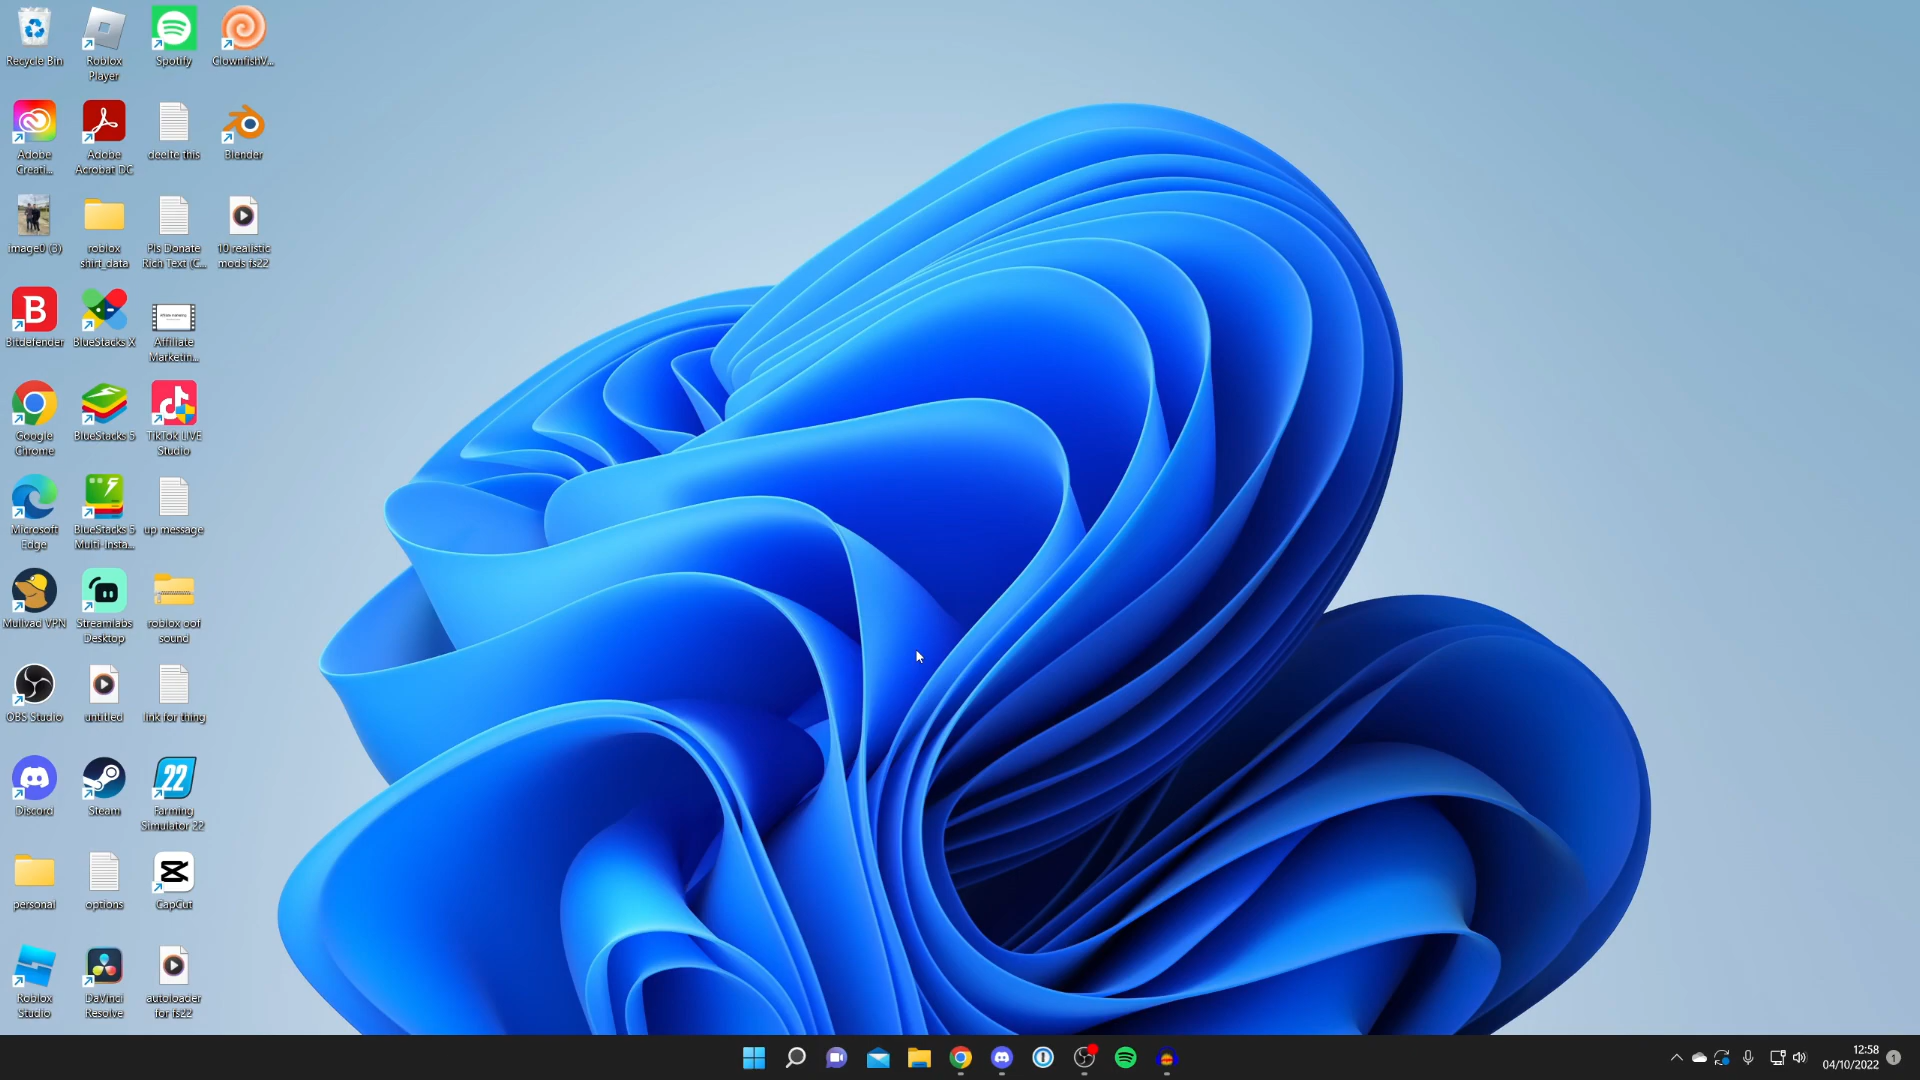 Recycle Bin
Roblox
Player
Spotify
ClownfishV...
Adobe
Creati...
Adobe
Acrobat DC
deelte this
Blender
image0 (3)
roblox
shirt_data
Pls Donate
Rich Text (C...
10 realistic
mods fs22
Bitdefender
BlueStacks X
Affiliate
Marketin...
Google
Chrome
BlueStacks 5
TikTok LIVE
Studio
Microsoft
Edge
BlueStacks 5
Multi-Insta...
up message
Mullvad VPN
Streamlabs
Desktop
roblox oof
sound
OBS Studio
untitled
link for thing
Discord
Steam
22
Farming
Simulator 22
personal
options
CapCut
Roblox
Studio
DaVinci
Resolve
autoloader
for fs22
12:58
04/10/2022
1